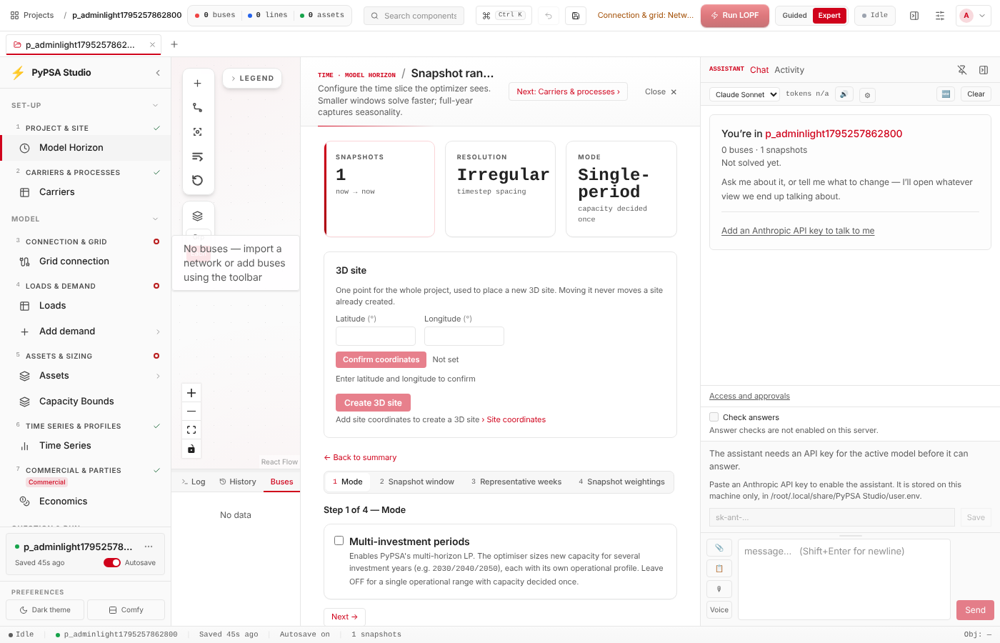 Projects / p_adminlight1795257862800
0 buses 0 lines 0 assets
Search components
⌘ Ctrl K
Connection & grid: Netw...
Run LOPF
Guided Expert
Idle
A
p_adminlight1795257862... × +
PyPSA Studio
SET-UP
1 PROJECT & SITE
Model Horizon
2 CARRIERS & PROCESSES
Carriers
MODEL
3 CONNECTION & GRID
Grid connection
4 LOADS & DEMAND
Loads
Add demand
5 ASSETS & SIZING
Assets
Capacity Bounds
6 TIME SERIES & PROFILES
Time Series
7 COMMERCIAL & PARTIES
Commercial
Economics
p_adminlight17952578... ...
Saved 45s ago Autosave
PREFERENCES
Dark theme Comfy
LEGEND
No buses — import a
network or add buses
using the toolbar
React Flow
Log History Buses
No data
TIME · MODEL HORIZON / Snapshot ran...
Configure the time slice the optimizer sees.
Smaller windows solve faster; full-year
captures seasonality.
Next: Carriers & processes ›
Close ×
SNAPSHOTS
1
now → now
RESOLUTION
Irregular
timestep spacing
MODE
Single-
period
capacity decided
once
3D site
One point for the whole project, used to place a new 3D site. Moving it never moves a site
already created.
Latitude (°) Longitude (°)
Confirm coordinates Not set
Enter latitude and longitude to confirm
Create 3D site
Add site coordinates to create a 3D site › Site coordinates
← Back to summary
1 Mode 2 Snapshot window 3 Representative weeks 4 Snapshot weightings
Step 1 of 4 — Mode
Multi-investment periods
Enables PyPSA's multi-horizon LP. The optimiser sizes new capacity for several
investment years (e.g. 2030/2040/2050), each with its own operational profile. Leave
OFF for a single operational range with capacity decided once.
Next →
ASSISTANT Chat Activity
Claude Sonnet tokens n/a Clear
You're in p_adminlight1795257862800
0 buses · 1 snapshots
Not solved yet.
Ask me about it, or tell me what to change — I'll open whatever
view we end up talking about.
Add an Anthropic API key to talk to me
Access and approvals
Check answers
Answer checks are not enabled on this server.
The assistant needs an API key for the active model before it can
answer.
Paste an Anthropic API key to enable the assistant. It is stored on this
machine only, in /root/.local/share/PyPSA Studio/user.env.
sk-ant-... Save
message... (Shift+Enter for newline)
Voice
Send
Idle p_adminlight1795257862800 Saved 45s ago Autosave on 1 snapshots Obj: —